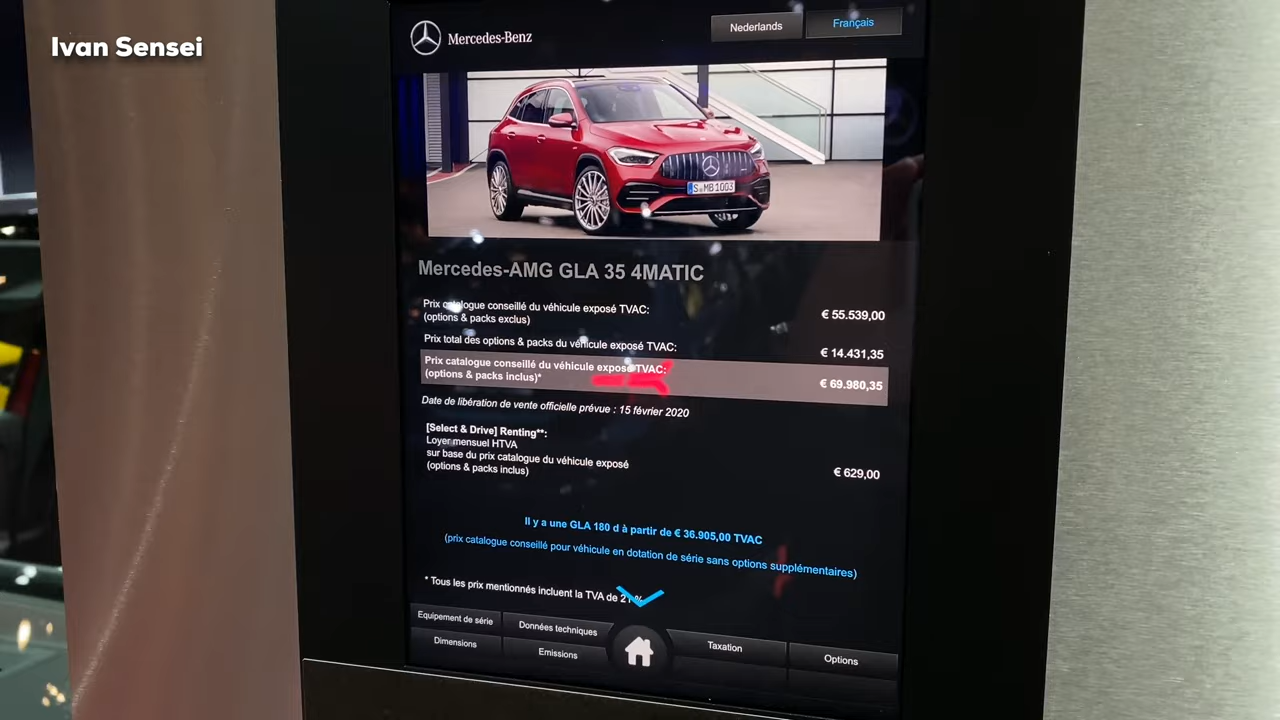 Ivan Sensei
Mercedes-Benz
Nederlands
Français
S MB 1003
Mercedes-AMG GLA 35 4MATIC
Prix catalogue conseillé du véhicule exposé TVAC:
(options & packs exclus)
€ 55.539,00
Prix total des options & packs du véhicule exposé TVAC:
€ 14.431,35
Prix catalogue conseillé du véhicule exposé TVAC:
(options & packs inclus)*
€ 69.980,35
Date de libération de vente officielle prévue : 15 février 2020
[Select & Drive] Renting**:
Loyer mensuel HTVA
sur base du prix catalogue du véhicule exposé
(options & packs inclus)
€ 629,00
Il y a une GLA 180 d à partir de € 36.905,00 TVAC
(prix catalogue conseillé pour véhicule en dotation de série sans options supplémentaires)
* Tous les prix mentionnés incluent la TVA de 21 %
Equipement de série
Données techniques
Taxation
Options
Dimensions
Emissions